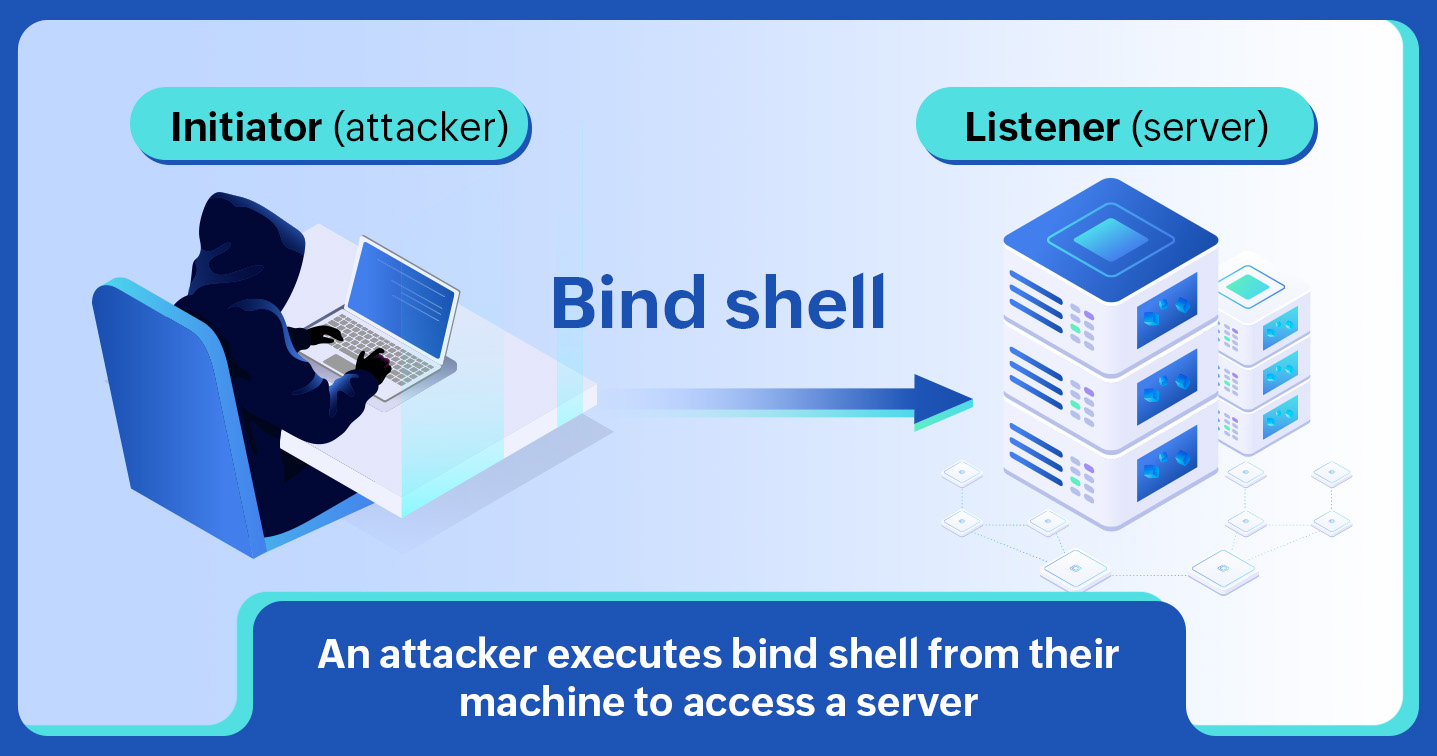 Initiator (attacker)
Listener (server)
Bind shell
An attacker executes bind shell from their
machine to access a server